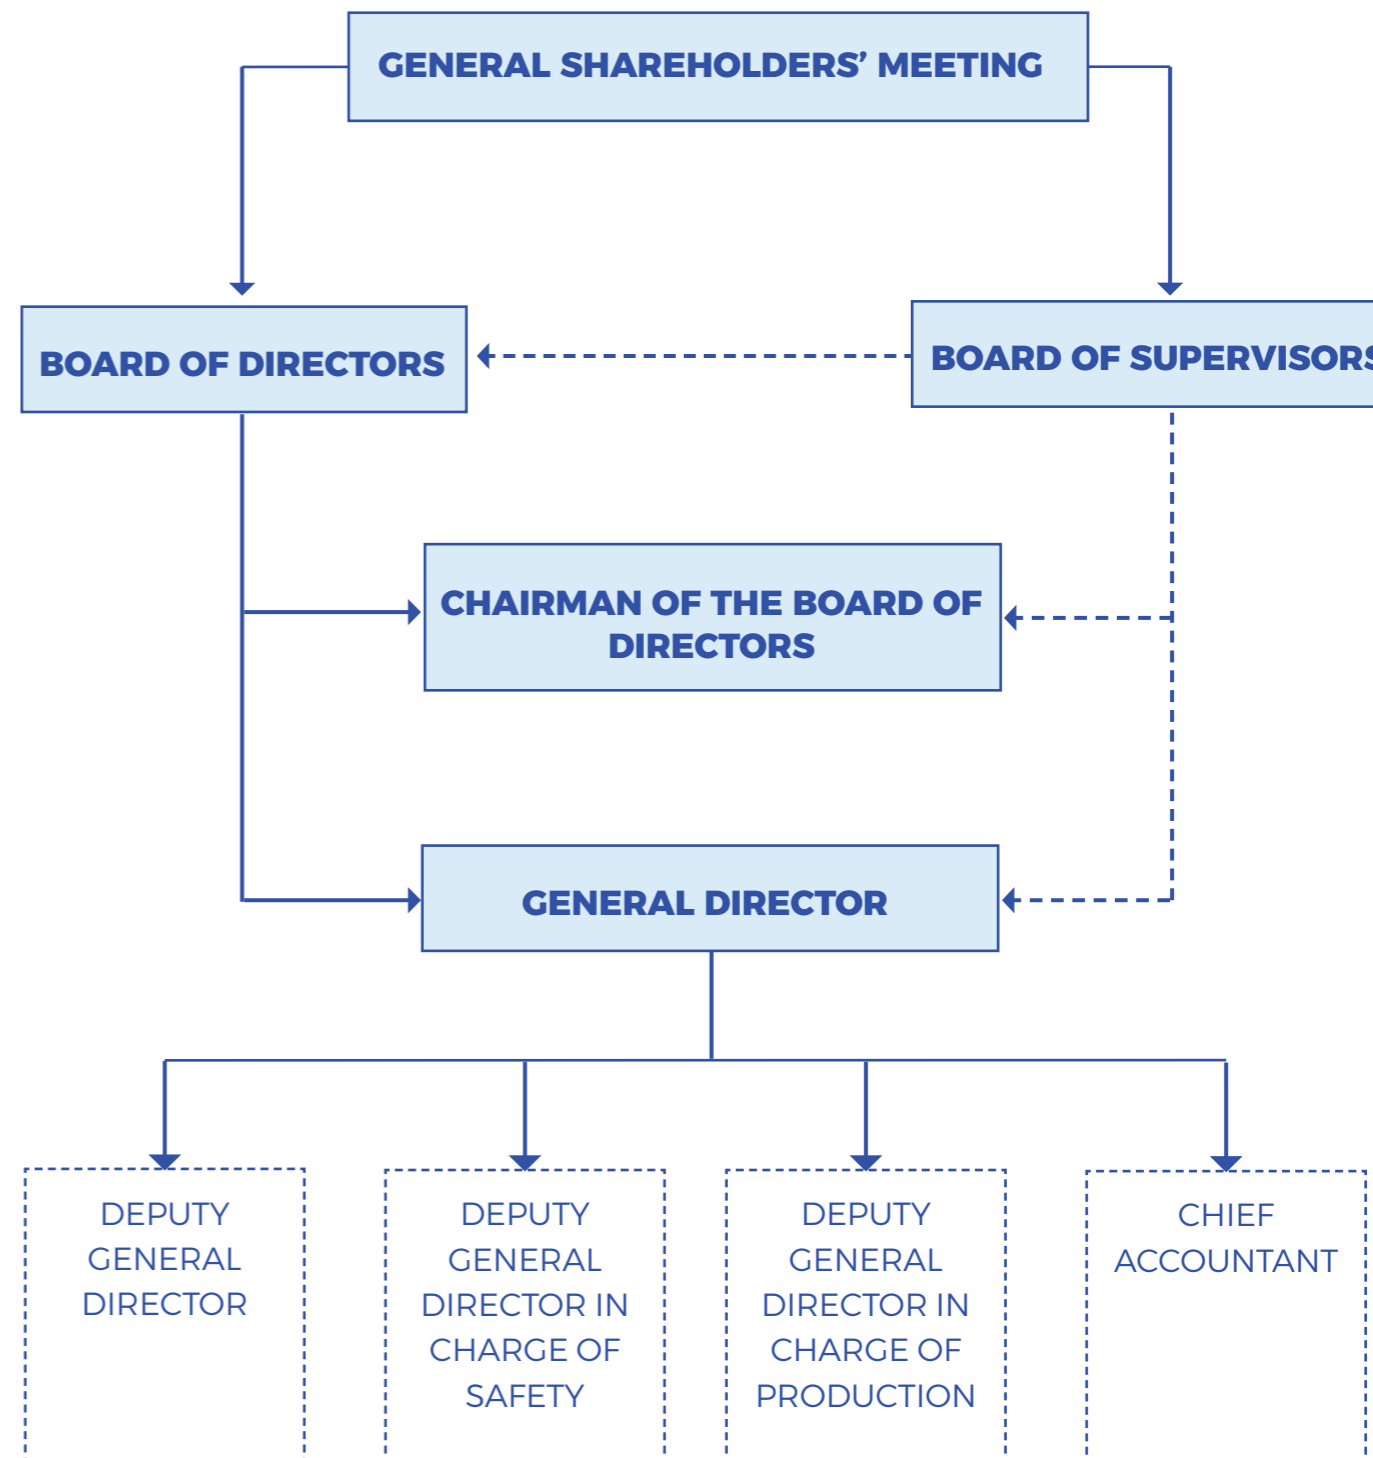 GENERAL SHAREHOLDERS’ MEETING
BOARD OF DIRECTORS
BOARD OF SUPERVISORS
CHAIRMAN OF THE BOARD OF
DIRECTORS
GENERAL DIRECTOR
DEPUTY
GENERAL
DIRECTOR
DEPUTY
GENERAL
DIRECTOR IN
CHARGE OF
SAFETY
DEPUTY
GENERAL
DIRECTOR IN
CHARGE OF
PRODUCTION
CHIEF
ACCOUNTANT